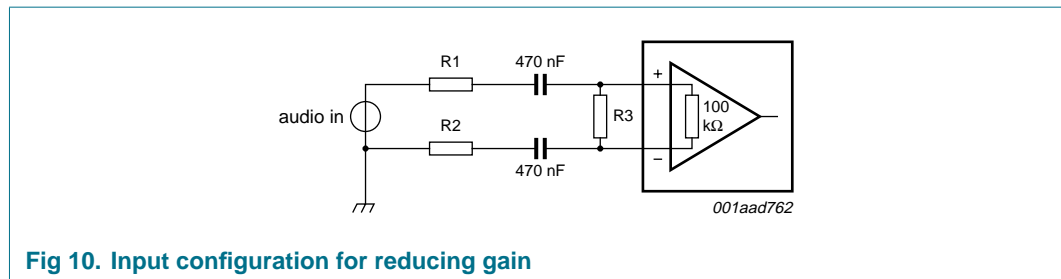 R1
470 nF
audio in
R2
470 nF
R3
+
−
100
kΩ
001aad762
Fig 10. Input configuration for reducing gain